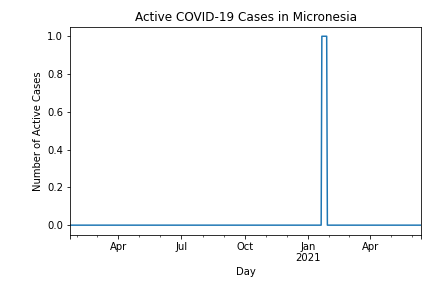 Active COVID-19 Cases in Micronesia
Number of Active Cases
1.0
0.8
0.6
0.4
0.2
0.0
Apr Jul Oct Jan Apr
2021
Day